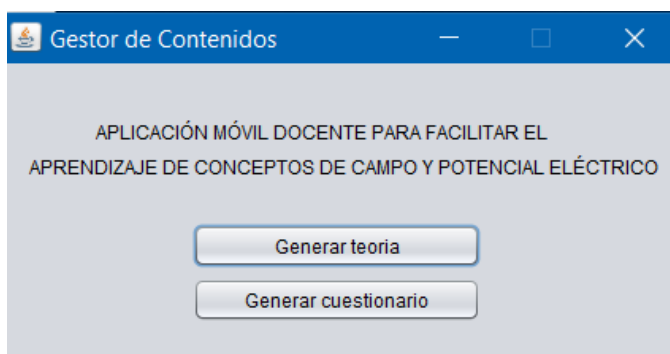 Gestor de Contenidos
APLICACIÓN MÓVIL DOCENTE PARA FACILITAR EL
APRENDIZAJE DE CONCEPTOS DE CAMPO Y POTENCIAL ELÉCTRICO
Generar teoria
Generar cuestionario